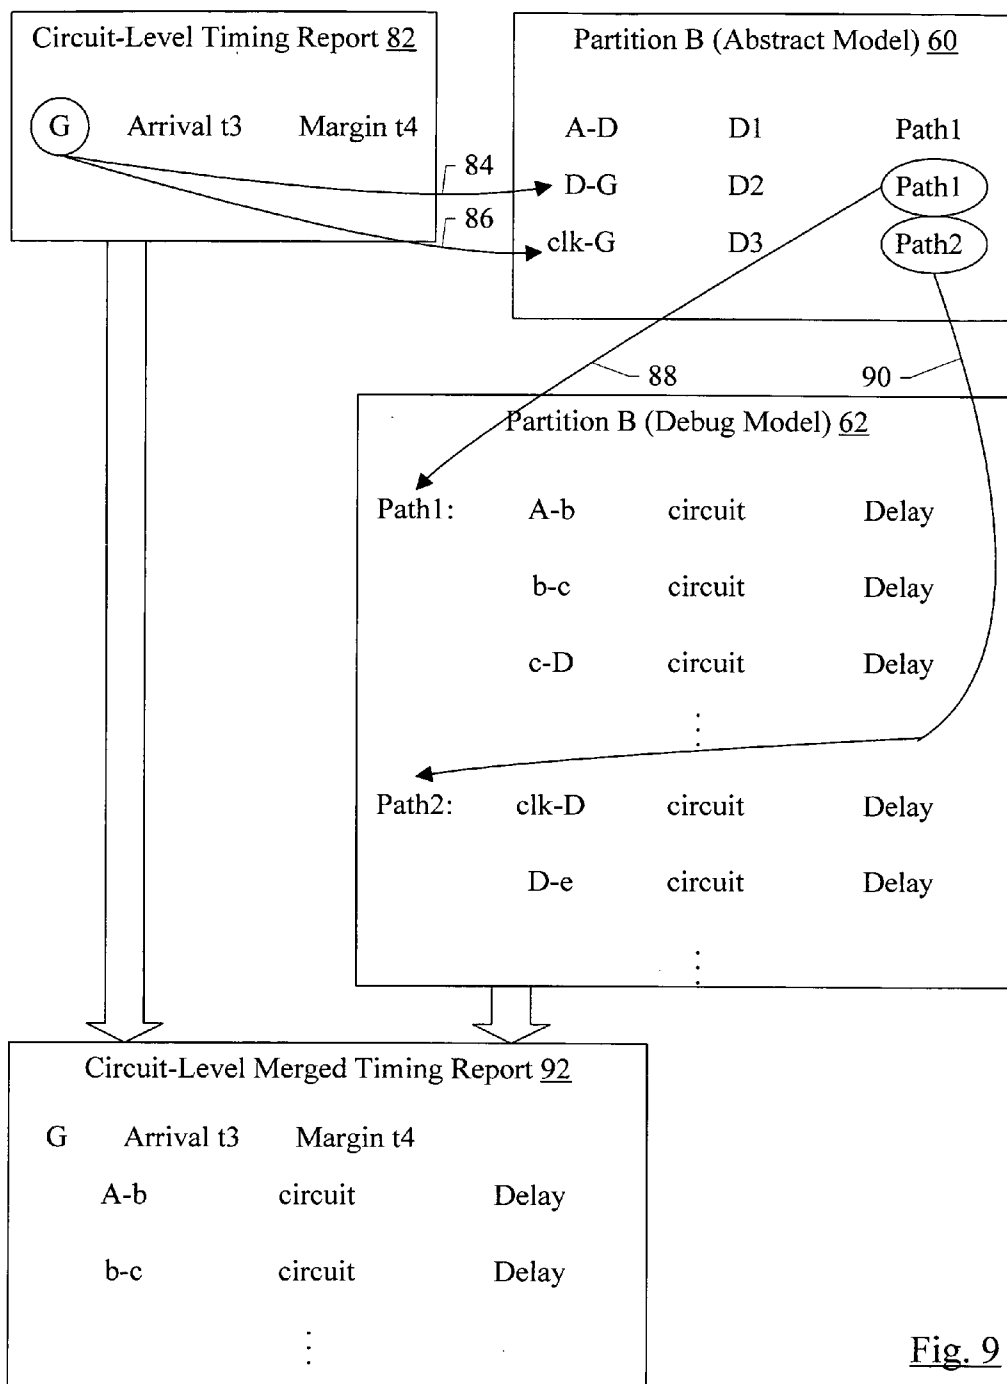 Circuit-Level Timing Report 82
G Arrival t3 Margin t4
84
86
Partition B (Abstract Model) 60
A-D D1 Path1
D-G D2 Path1
clk-G D3 Path2
88
90
Partition B (Debug Model) 62
Path1: A-b circuit Delay
b-c circuit Delay
c-D circuit Delay
Path2: clk-D circuit Delay
D-e circuit Delay
Circuit-Level Merged Timing Report 92
G Arrival t3 Margin t4
A-b circuit Delay
b-c circuit Delay
Fig. 9